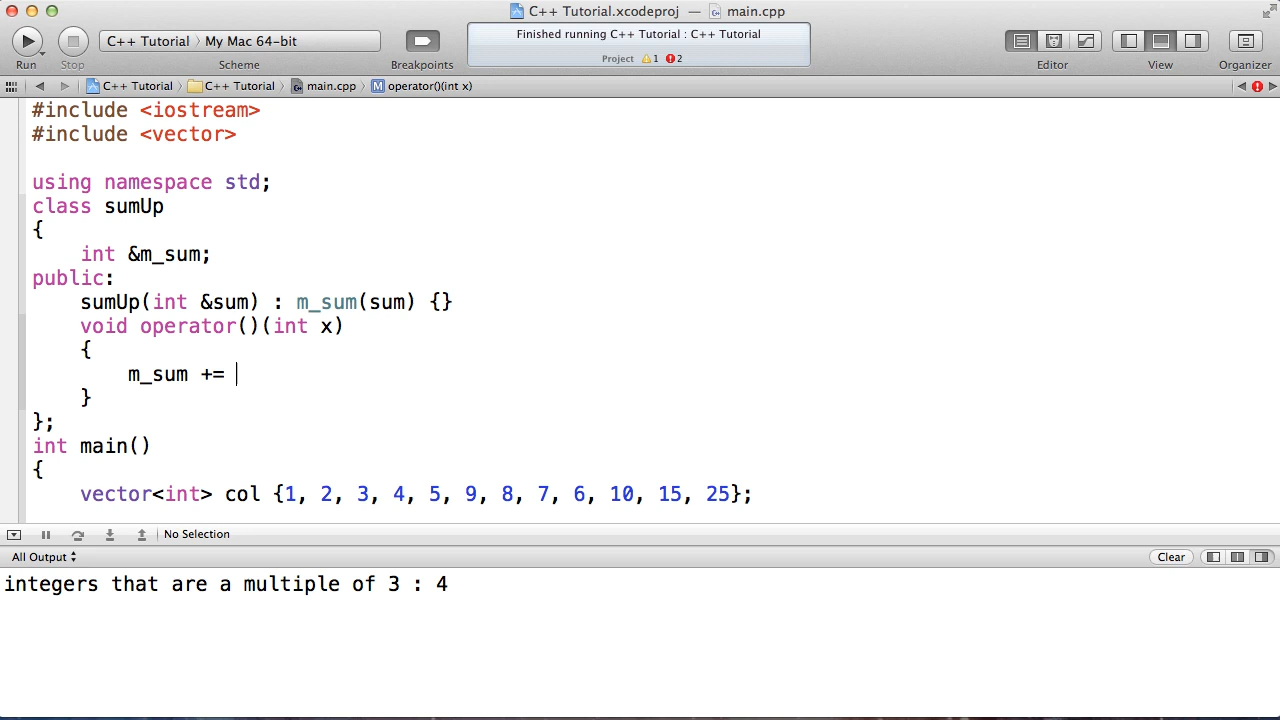 C++ Tutorial.xcodeproj — main.cpp
Run Stop C++ Tutorial 〉 My Mac 64-bit Scheme Breakpoints
Finished running C++ Tutorial : C++ Tutorial
Project 1 2
Editor View Organizer
C++ Tutorial 〉 C++ Tutorial 〉 main.cpp 〉 M operator()(int x)
#include <iostream>
#include <vector>
using namespace std;
class sumUp
{
int &m_sum;
public:
sumUp(int &sum) : m_sum(sum) {}
void operator()(int x)
{
m_sum +=
}
};
int main()
{
vector<int> col {1, 2, 3, 4, 5, 9, 8, 7, 6, 10, 15, 25};
No Selection
All Output Clear
integers that are a multiple of 3 : 4